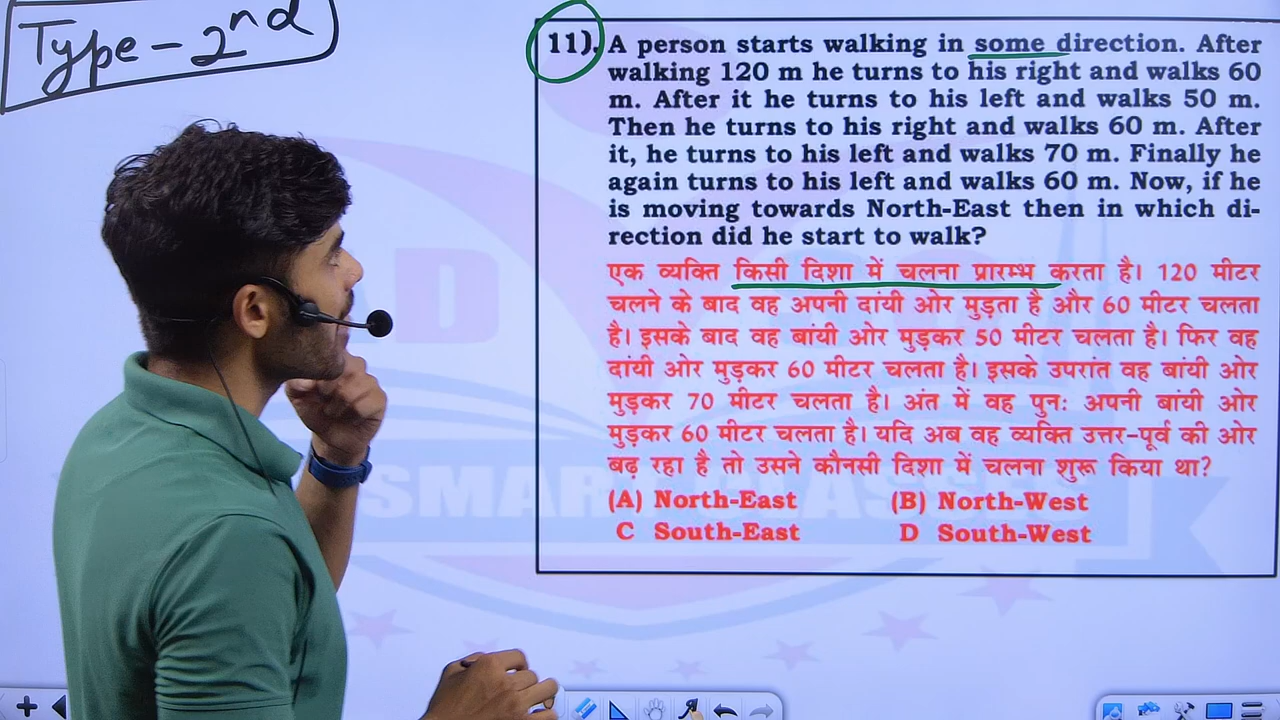 Type - 2nd
11). A person starts walking in some direction. After
walking 120 m he turns to his right and walks 60
m. After it he turns to his left and walks 50 m.
Then he turns to his right and walks 60 m. After
it, he turns to his left and walks 70 m. Finally he
again turns to his left and walks 60 m. Now, if he
is moving towards North-East then in which di-
rection did he start to walk?
एक व्यक्ति किसी दिशा में चलना प्रारम्भ करता है। 120 मीटर
चलने के बाद वह अपनी दांयी ओर मुड़ता है और 60 मीटर चलता
है। इसके बाद वह बांयी ओर मुड़कर 50 मीटर चलता है। फिर वह
दांयी ओर मुड़कर 60 मीटर चलता है। इसके उपरांत वह बांयी ओर
मुड़कर 70 मीटर चलता है। अंत में वह पुनः अपनी बांयी ओर
मुड़कर 60 मीटर चलता है। यदि अब वह व्यक्ति उत्तर-पूर्व की ओर
बढ़ रहा है तो उसने कौनसी दिशा में चलना शुरू किया था?
(A) North-East (B) North-West
C South-East D South-West
D
SMART CLASSES